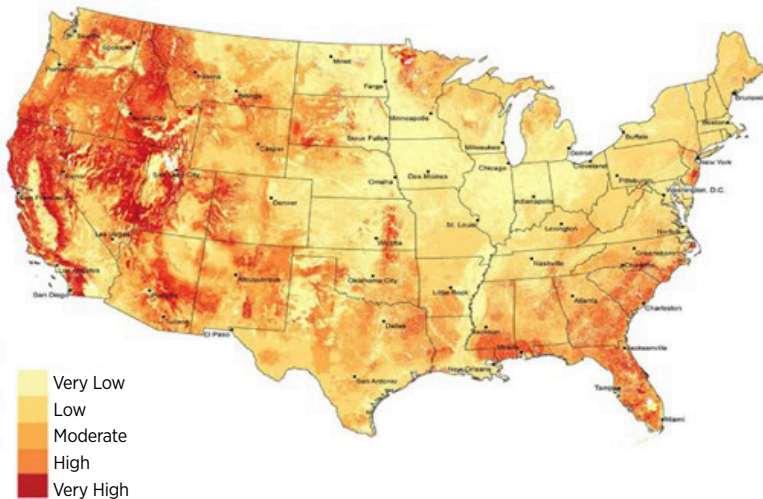 Seattle
Spokane
Portland
Helena
Billings
Minot
Fargo
Minneapolis
Sioux Falls
Casper
Boise City
Salt Lake City
Reno
San Francisco
Las Vegas
Los Angeles
San Diego
Phoenix
Tucson
Albuquerque
El Paso
Denver
Omaha
Des Moines
Milwaukee
Chicago
Detroit
Cleveland
Buffalo
Boston
Brunswick
New York
Pittsburgh
Washington, D.C.
Norfolk
Indianapolis
St. Louis
Lexington
Wichita
Oklahoma City
Little Rock
Nashville
Greensboro
Charlotte
Charleston
Atlanta
Dallas
Jackson
Mobile
New Orleans
Jacksonville
San Antonio
Tampa
Miami
Very Low
Low
Moderate
High
Very High